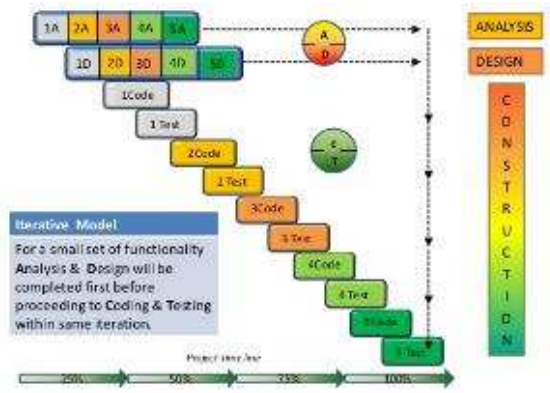 1A 2A 3A 4A 5A
A
D
ANALYSIS
1D 2D 3D 4D 5D
DESIGN
1Code
1 Test
2Code
2 Test
3Code
3 Test
4Code
4 Test
5Code
5 Test
C
T
C
O
N
S
T
R
U
C
T
I
O
N
Iterative Model
For a small set of functionality
Analysis & Design will be
completed first before
proceeding to Coding & Testing
within same iteration.
Project time line
25% 50% 75% 100%